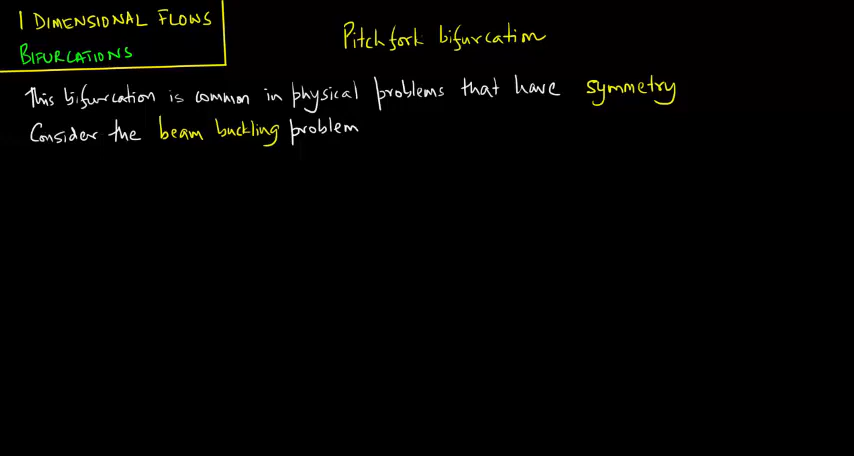 1 DIMENSIONAL FLOWS
BIFURCATIONS
Pitchfork bifurcation
This bifurcation is common in physical problems that have symmetry
Consider the beam buckling problem